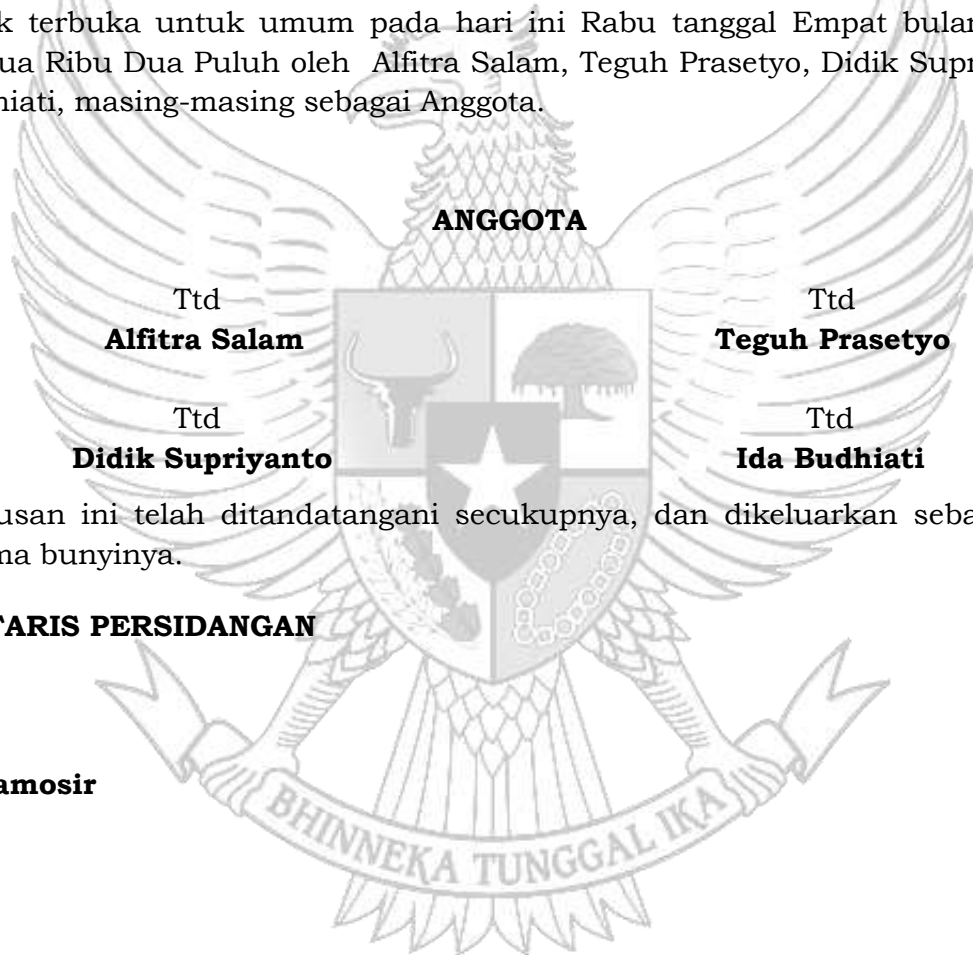 k terbuka untuk umum pada hari ini Rabu tanggal Empat bulan
ua Ribu Dua Puluh oleh Alfitra Salam, Teguh Prasetyo, Didik Supr
niati, masing-masing sebagai Anggota.
ANGGOTA
Ttd Ttd
Alfitra Salam Teguh Prasetyo
Ttd Ttd
Didik Supriyanto Ida Budhiati
usan ini telah ditandatangani secukupnya, dan dikeluarkan seba
ma bunyinya.
TARIS PERSIDANGAN
amosir
BHINNEKA TUNGGAL IKA